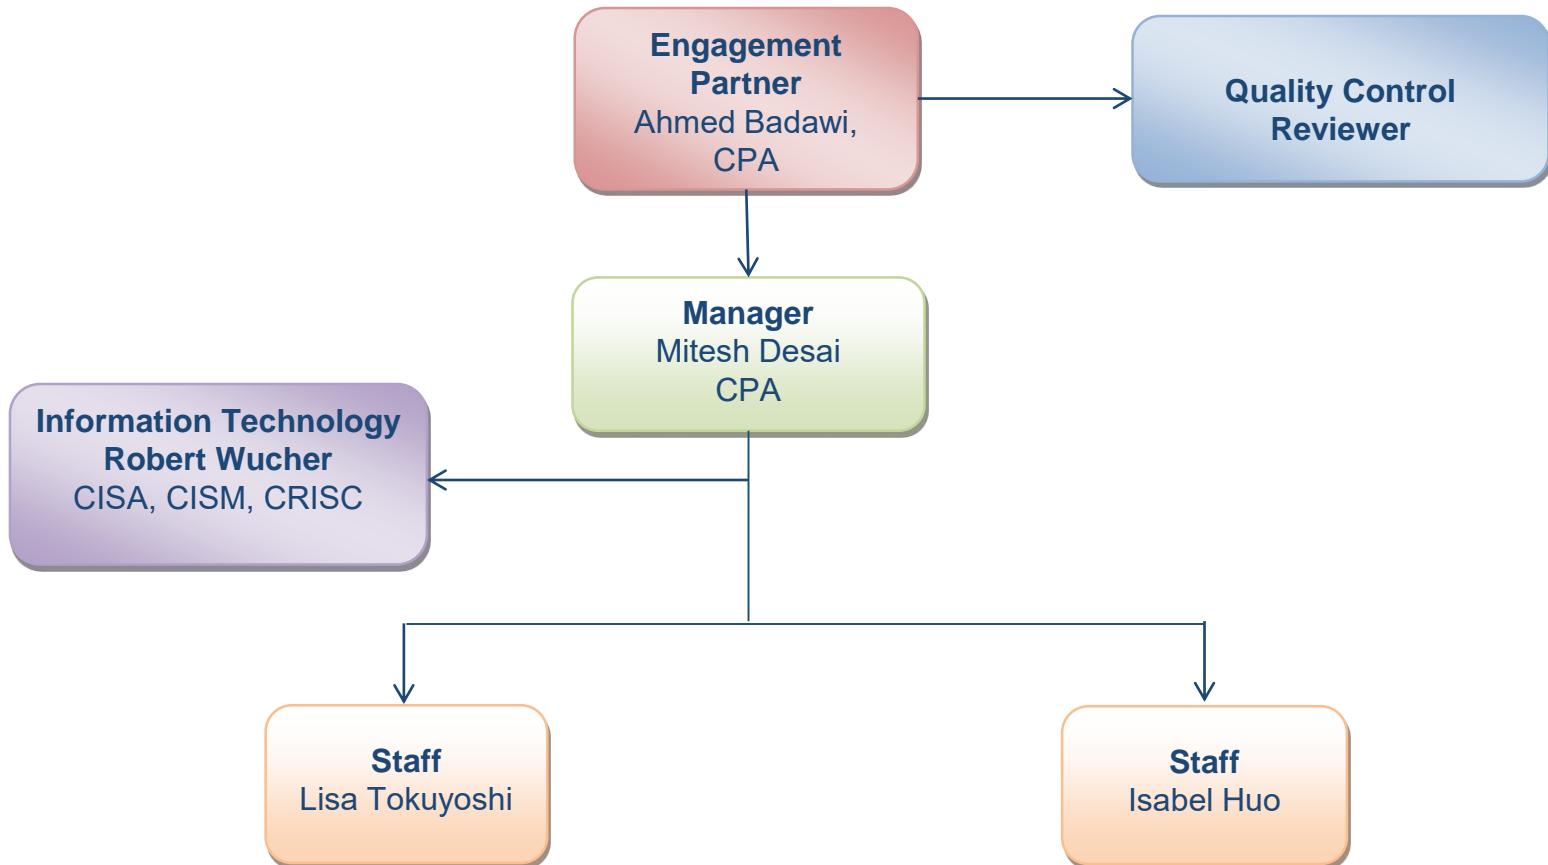 Engagement
Partner
Ahmed Badawi,
CPA
Quality Control
Reviewer
Manager
Mitesh Desai
CPA
Information Technology
Robert Wucher
CISA, CISM, CRISC
Staff
Lisa Tokuyoshi
Staff
Isabel Huo